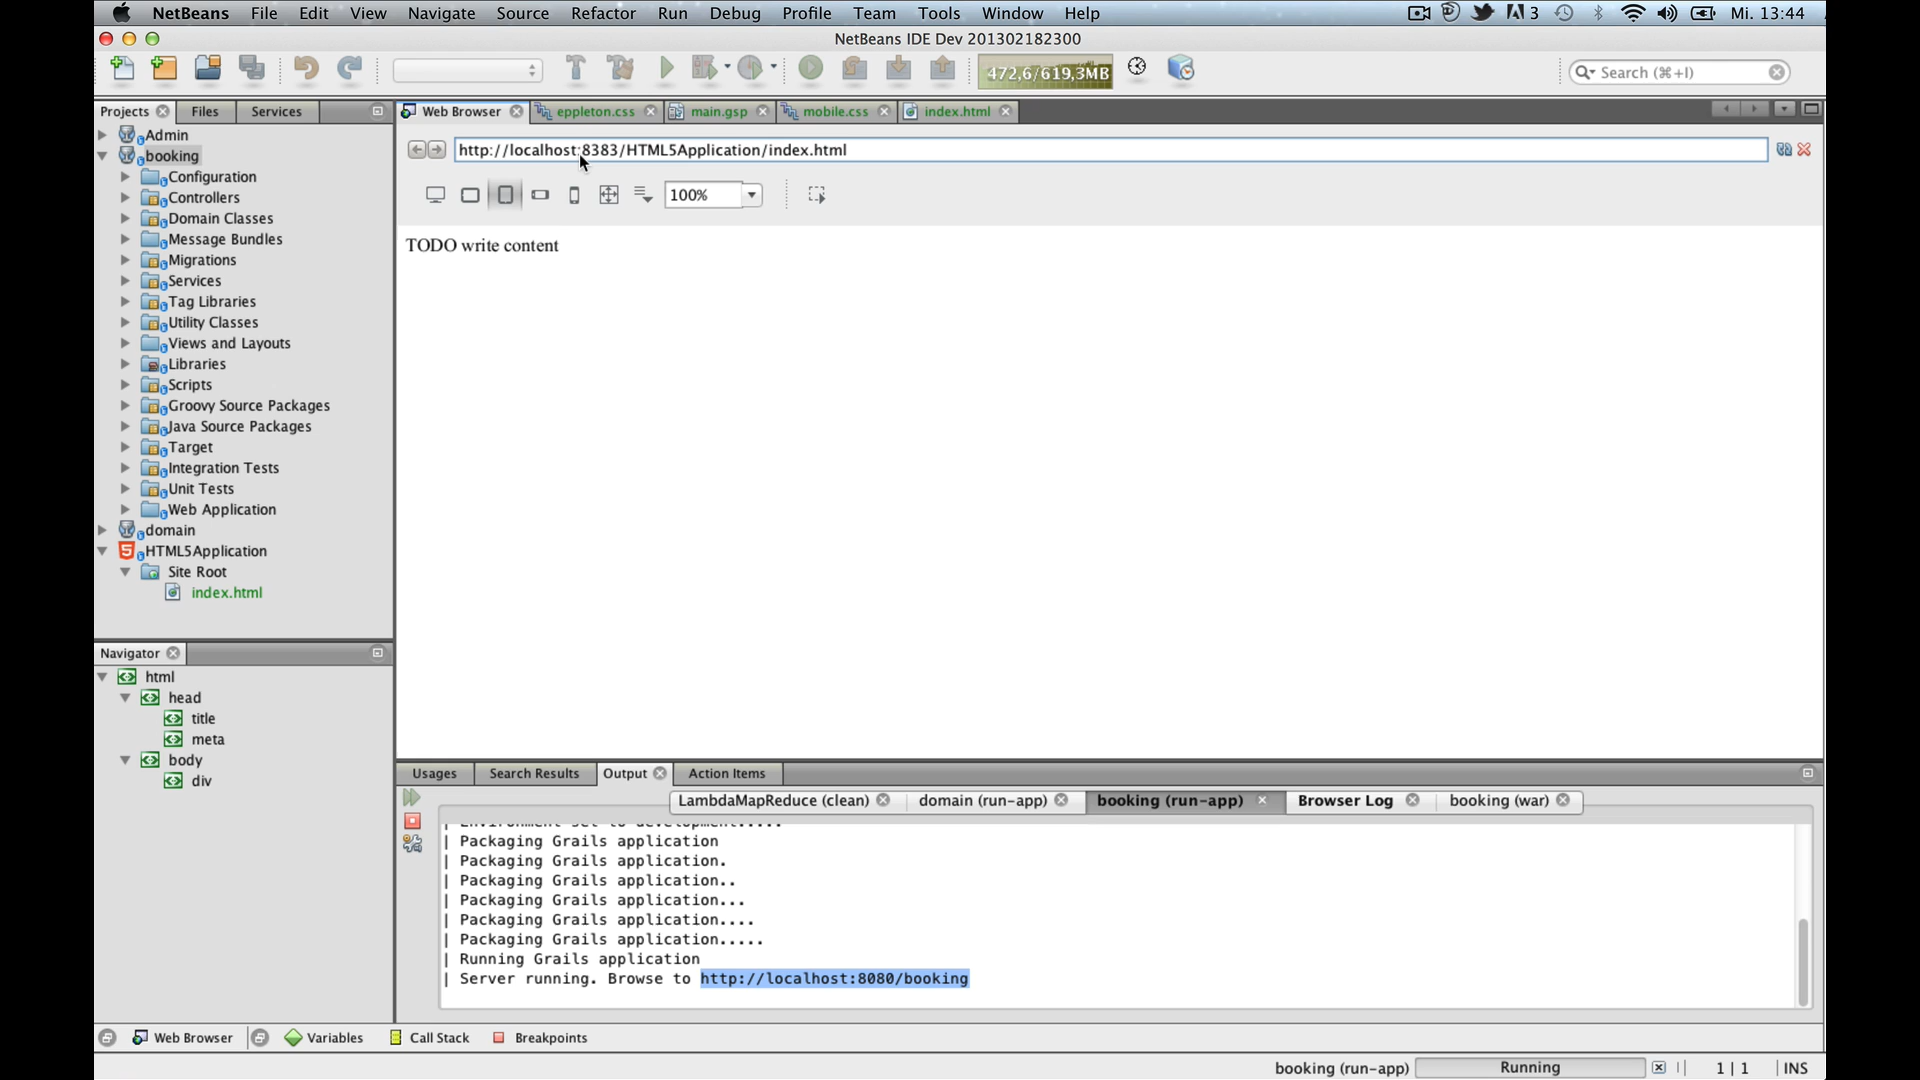 NetBeans File Edit View Navigate Source Refactor Run Debug Profile Team Tools Window Help 3 Mi. 13:44
NetBeans IDE Dev 201302182300
472,6/619,3MB Search (⌘+I)
Projects Files Services Web Browser eppleton.css main.gsp mobile.css index.html
Admin
booking
http://localhost:8383/HTML5Application/index.html
Configuration
Controllers
100%
Domain Classes
Message Bundles
TODO write content
Migrations
Services
Tag Libraries
Utility Classes
Views and Layouts
Libraries
Scripts
Groovy Source Packages
Java Source Packages
Target
Integration Tests
Unit Tests
Web Application
domain
HTML5Application
Site Root
index.html
Navigator
html
head
title
meta
body
div
Usages Search Results Output Action Items
LambdaMapReduce (clean) domain (run-app) booking (run-app) Browser Log booking (war)
| Environment set to development.....
| Packaging Grails application
| Packaging Grails application.
| Packaging Grails application..
| Packaging Grails application...
| Packaging Grails application....
| Packaging Grails application.....
| Running Grails application
| Server running. Browse to http://localhost:8080/booking
Web Browser Variables Call Stack Breakpoints
booking (run-app) Running 1 | 1 INS